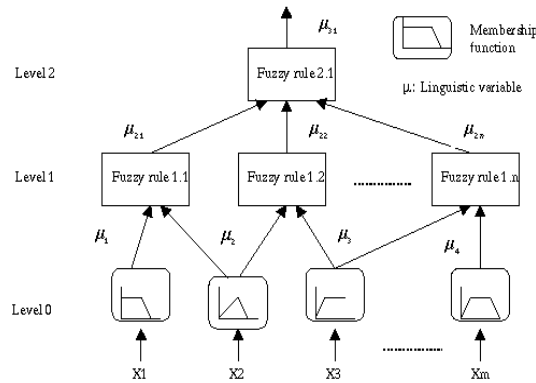 μ31
Membership
function
Level 2
Fuzzy rule 2.1
μ: Linguistic variable
μ21
μ22
μ2n
Level 1
Fuzzy rule 1.1
Fuzzy rule 1.2
..............
Fuzzy rule 1.n
μ1
μ2
μ3
μ4
Level 0
..............
X1
X2
X3
Xm